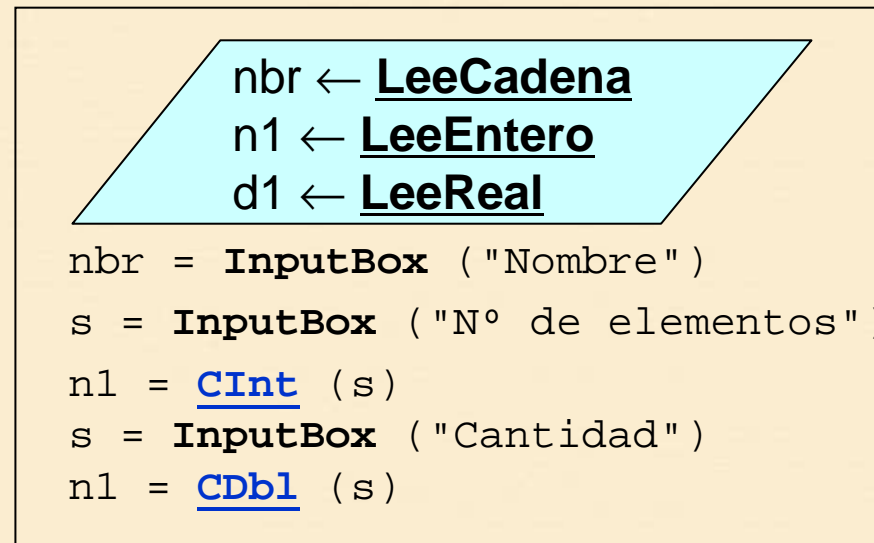 nbr ← LeeCadena
n1 ← LeeEntero
d1 ← LeeReal
nbr = InputBox ("Nombre")
s = InputBox ("Nº de elementos")
n1 = CInt (s)
s = InputBox ("Cantidad")
n1 = CDbl (s)